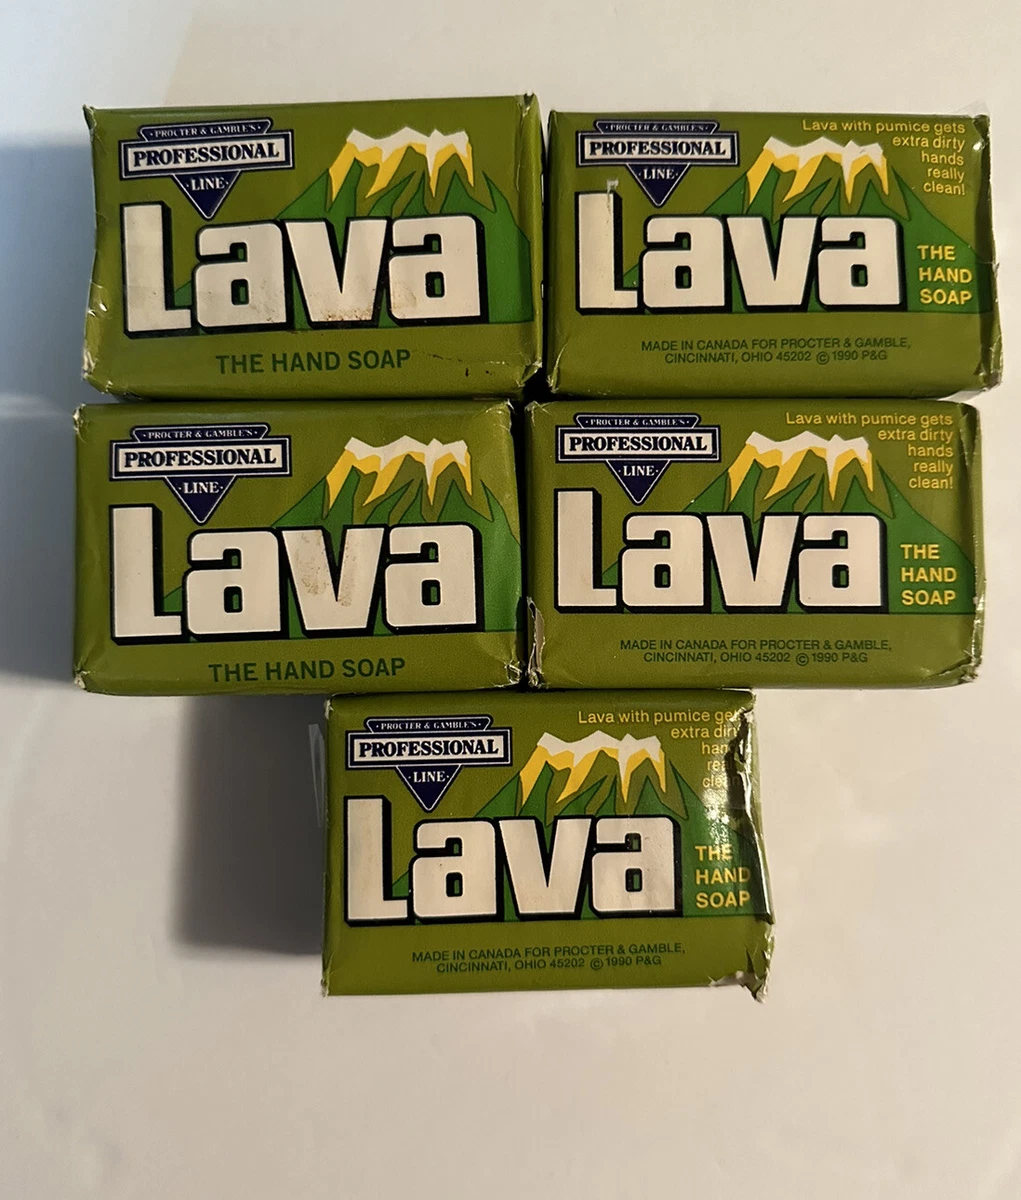 · PROCTER & GAMBLE'S ·
PROFESSIONAL
· LINE ·
Lava
THE HAND SOAP
· PROCTER & GAMBLE'S ·
PROFESSIONAL
· LINE ·
Lava with pumice gets
extra dirty
hands
really
clean!
Lava
THE
HAND
SOAP
MADE IN CANADA FOR PROCTER & GAMBLE,
CINCINNATI, OHIO 45202 © 1990 P&G
· PROCTER & GAMBLE'S ·
PROFESSIONAL
· LINE ·
Lava
THE HAND SOAP
· PROCTER & GAMBLE'S ·
PROFESSIONAL
· LINE ·
Lava with pumice gets
extra dirty
hands
really
clean!
Lava
THE
HAND
SOAP
MADE IN CANADA FOR PROCTER & GAMBLE,
CINCINNATI, OHIO 45202 © 1990 P&G
· PROCTER & GAMBLE'S ·
PROFESSIONAL
· LINE ·
Lava with pumice
extra
Lava
THE
HAND
SOAP
MADE IN CANADA FOR PROCTER & GAMBLE,
CINCINNATI, OHIO 45202 © 1990 P&G